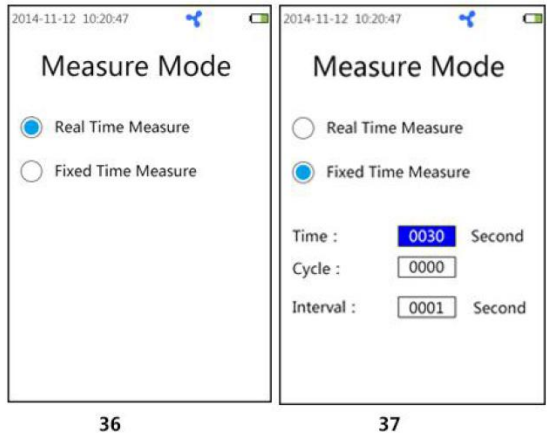 2014-11-12 10:20:47
Measure Mode
Real Time Measure
Fixed Time Measure
36
2014-11-12 10:20:47
Measure Mode
Real Time Measure
Fixed Time Measure
Time : 0030 Second
Cycle : 0000
Interval : 0001 Second
37